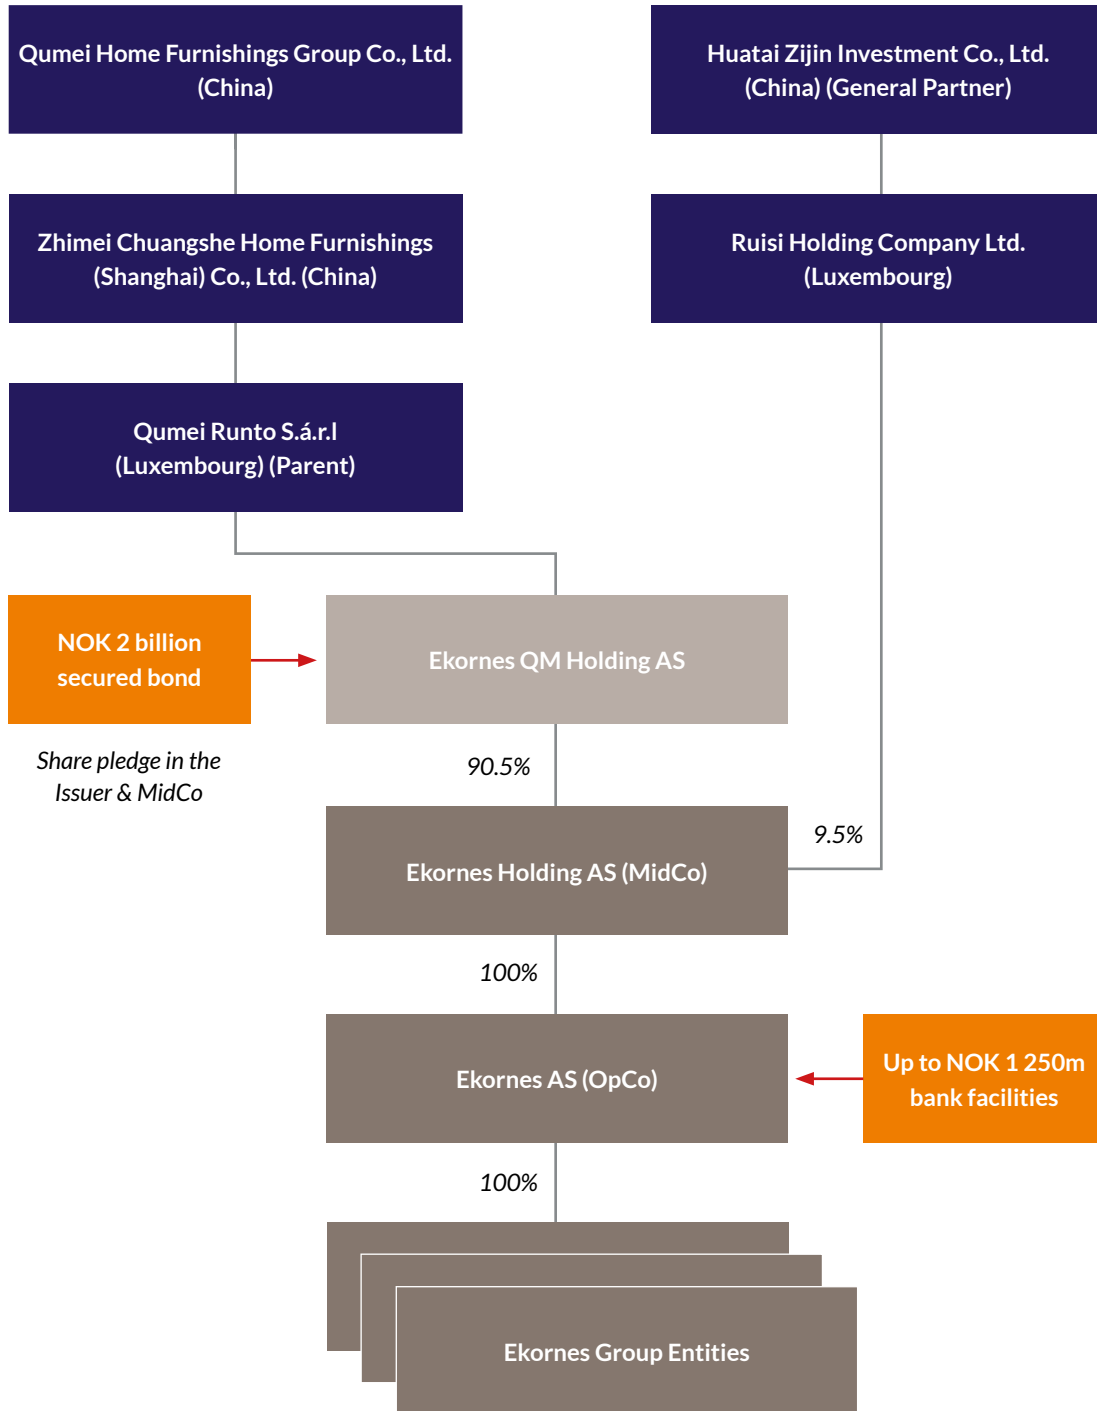 Qumei Home Furnishings Group Co., Ltd.
(China)
Huatai Zijin Investment Co., Ltd.
(China) (General Partner)
Zhimei Chuangshe Home Furnishings
(Shanghai) Co., Ltd. (China)
Ruisi Holding Company Ltd.
(Luxembourg)
Qumei Runto S.á.r.l
(Luxembourg) (Parent)
NOK 2 billion
secured bond
Ekornes QM Holding AS
Share pledge in the
Issuer & MidCo
90.5%
9.5%
Ekornes Holding AS (MidCo)
100%
Ekornes AS (OpCo)
Up to NOK 1 250m
bank facilities
100%
Ekornes Group Entities